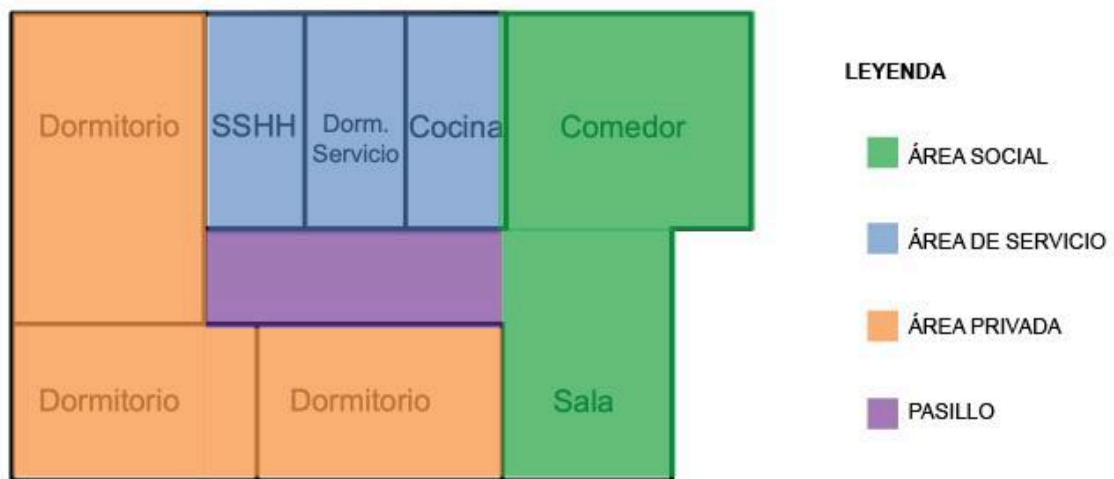 Dormitorio
SSHH
Dorm.
Servicio
Cocina
Comedor
Dormitorio
Dormitorio
Sala
LEYENDA
ÁREA SOCIAL
ÁREA DE SERVICIO
ÁREA PRIVADA
PASILLO